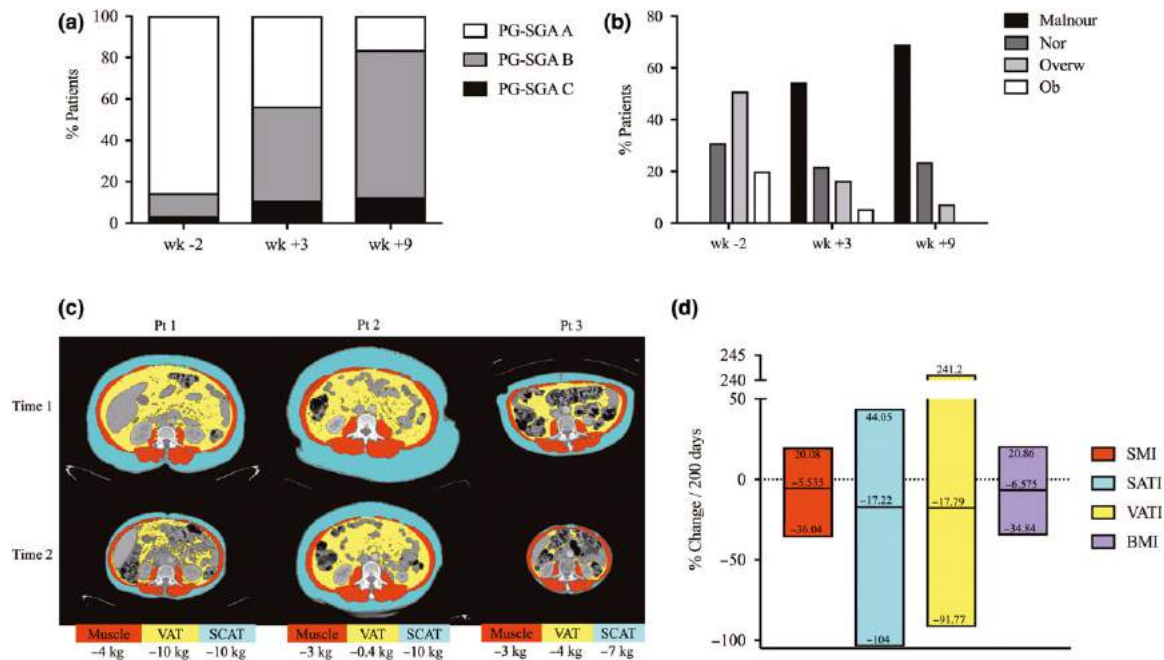 (a)
100
80
60
40
20
0
% Patients
wk -2
wk +3
wk +9
PG-SGA A
PG-SGA B
PG-SGA C
(b)
80
60
40
20
0
% Patients
wk -2
wk +3
wk +9
Malnour
Nor
Overw
Ob
(c)
Pt 1
Pt 2
Pt 3
Time 1
Time 2
Muscle VAT SCAT
-4 kg -10 kg -10 kg
Muscle VAT SCAT
-3 kg -0.4 kg -10 kg
Muscle VAT SCAT
-3 kg -4 kg -7 kg
(d)
245
240
50
0
-50
-100
% Change / 200 days
20.08
-5.535
-36.04
44.05
-17.22
-104
241.2
-17.79
-91.77
20.86
-6.575
-34.84
SMI
SATI
VATI
BMI